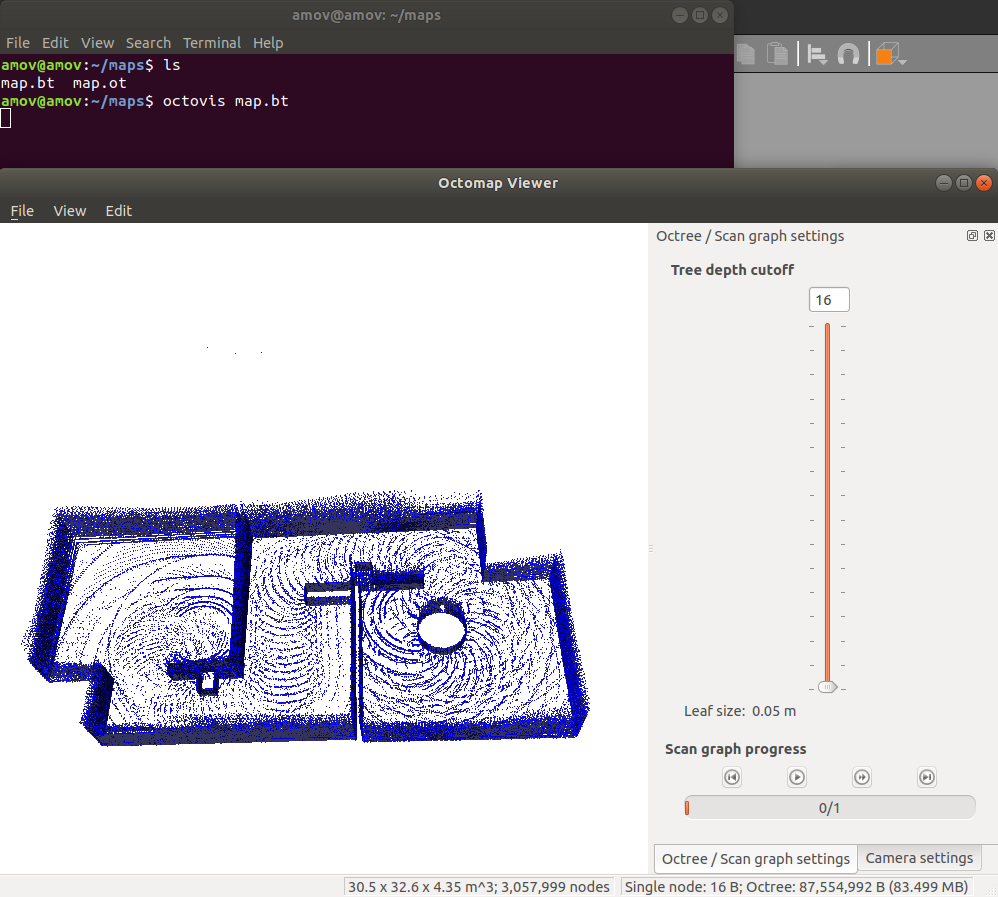 amov@amov: ~/maps
File Edit View Search Terminal Help
amov@amov:~/maps$ ls
map.bt  map.ot
amov@amov:~/maps$ octovis map.bt
Octomap Viewer
File View Edit
Octree / Scan graph settings
Tree depth cutoff
16
Leaf size: 0.05 m
Scan graph progress
0/1
Octree / Scan graph settings Camera settings
30.5 x 32.6 x 4.35 m^3; 3,057,999 nodes Single node: 16 B; Octree: 87,554,992 B (83.499 MB)